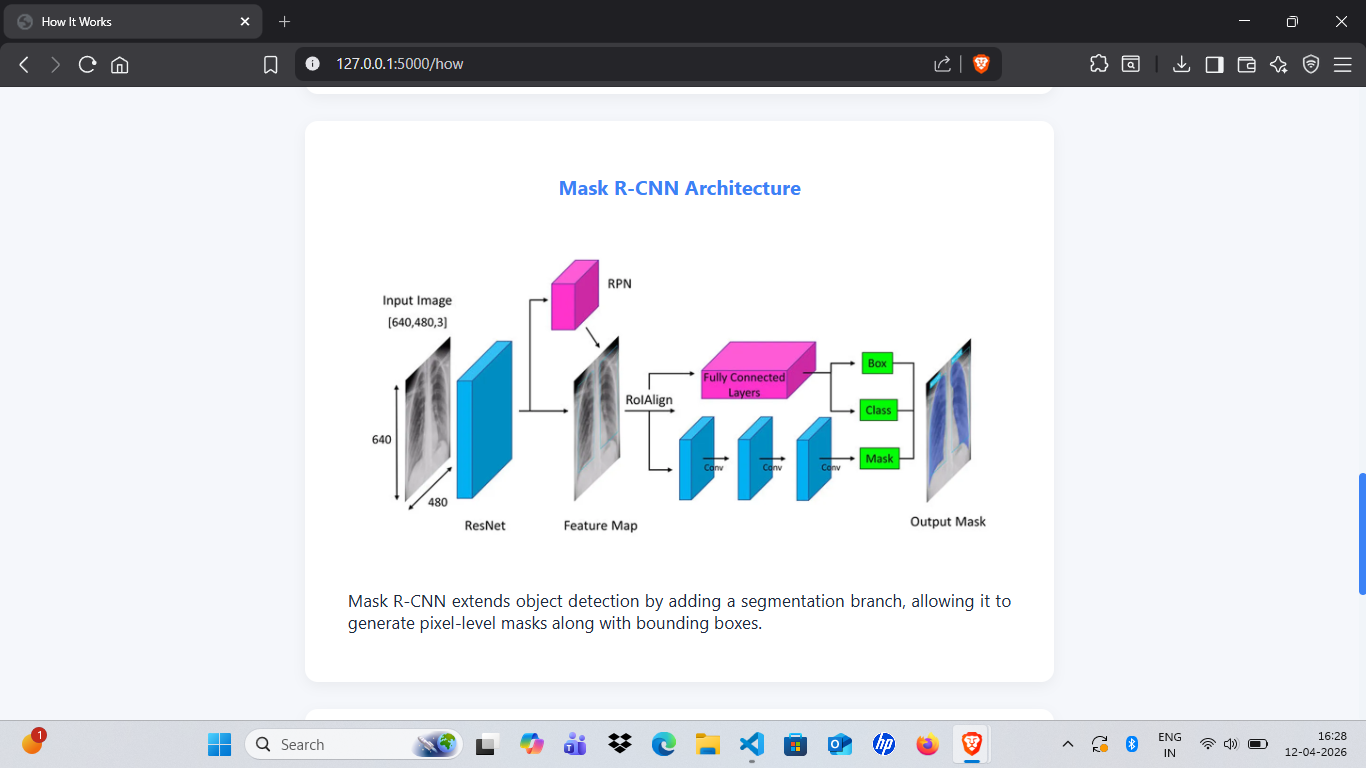 How It Works
127.0.0.1:5000/how
Mask R-CNN Architecture
RPN
Input Image
[640,480,3]
Fully Connected
Layers
Box
RoIAlign
Class
640
Conv
Conv
Conv
Mask
480
ResNet
Feature Map
Output Mask
Mask R-CNN extends object detection by adding a segmentation branch, allowing it to
generate pixel-level masks along with bounding boxes.
1
Search
ENG
IN
16:28
12-04-2026